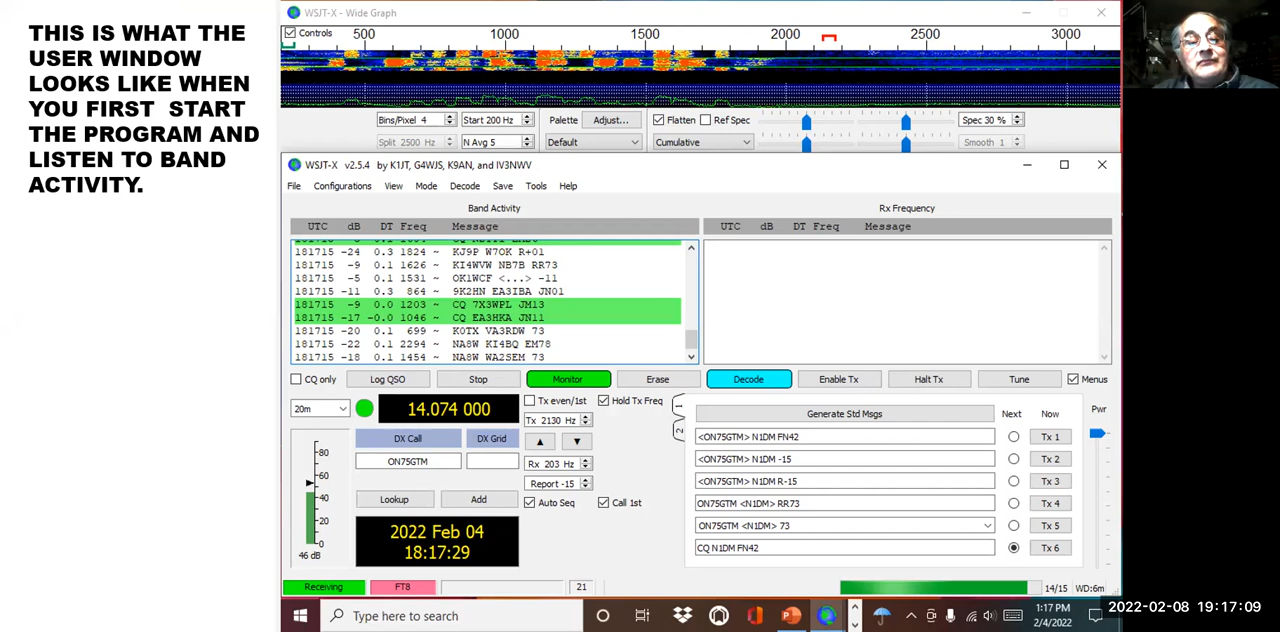 THIS IS WHAT THE
USER WINDOW
LOOKS LIKE WHEN
YOU FIRST START
THE PROGRAM AND
LISTEN TO BAND
ACTIVITY.
WSJT-X - Wide Graph
Controls 500 1000 1500 2000 2500 3000
Bins/Pixel 4 Start 200 Hz Palette Adjust... Flatten Ref Spec Spec 30 %
Split 2500 Hz N Avg 5 Default Cumulative Smooth 1
WSJT-X v2.5.4 by K1JT, G4WJS, K9AN, and IV3NWV
File Configurations View Mode Decode Save Tools Help
Band Activity Rx Frequency
UTC dB DT Freq Message UTC dB DT Freq Message
181715 -24 0.3 1824 ~ KJ9P W7OK R+01
181715 -9 0.1 1626 ~ KI4WVW NB7B RR73
181715 -5 0.1 1531 ~ OK1WCF <...> -11
181715 -11 0.3 864 ~ 9K2HN EA3IBA JN01
181715 -9 0.0 1203 ~ CQ 7X3WPL JM13
181715 -17 -0.0 1046 ~ CQ EA3HKA JN11
181715 -20 0.1 699 ~ K0TX VA3RDW 73
181715 -22 0.1 2294 ~ NA8W KI4BQ EM78
181715 -18 0.1 1454 ~ NA8W WA2SEM 73
CQ only Log QSO Stop Monitor Erase Decode Enable Tx Halt Tx Tune Menus
20m 14.074 000 Tx even/1st Hold Tx Freq 1 Pwr
Tx 2130 Hz Generate Std Msgs Next Now
DX Call DX Grid ▲ ▼ 2 <ON75GTM> N1DM FN42 Tx 1
80 ON75GTM Rx 203 Hz <ON75GTM> N1DM -15 Tx 2
60 Report -15 <ON75GTM> N1DM R-15 Tx 3
40 Lookup Add Auto Seq Call 1st ON75GTM <N1DM> RR73 Tx 4
20 2022 Feb 04 ON75GTM <N1DM> 73 Tx 5
0 18:17:29 CQ N1DM FN42 Tx 6
46 dB
Receiving FT8 21 14/15 WD:6m
Type here to search 1:17 PM
2/4/2022
2022-02-08 19:17:09